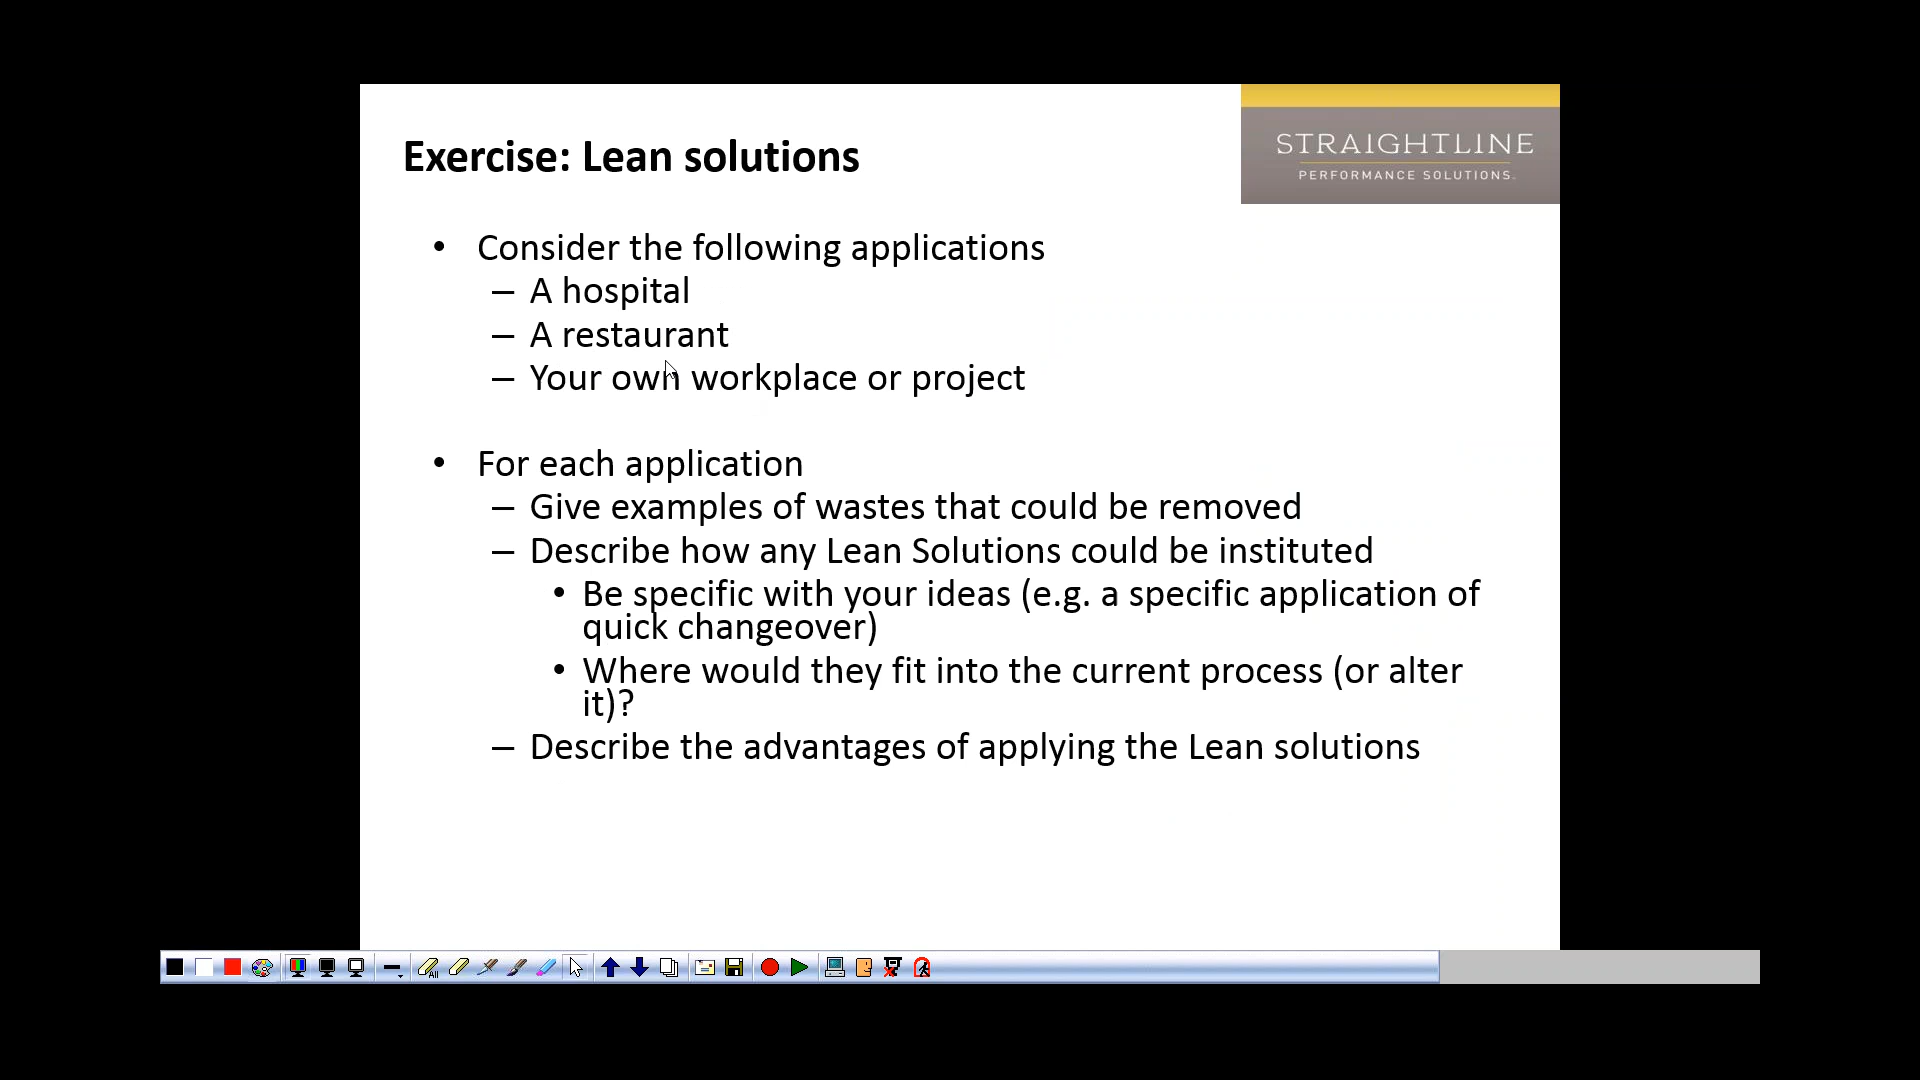 Exercise: Lean solutions
STRAIGHTLINE
PERFORMANCE SOLUTIONS.
• Consider the following applications
– A hospital
– A restaurant
– Your own workplace or project
• For each application
– Give examples of wastes that could be removed
– Describe how any Lean Solutions could be instituted
• Be specific with your ideas (e.g. a specific application of
quick changeover)
• Where would they fit into the current process (or alter
it)?
– Describe the advantages of applying the Lean solutions
All